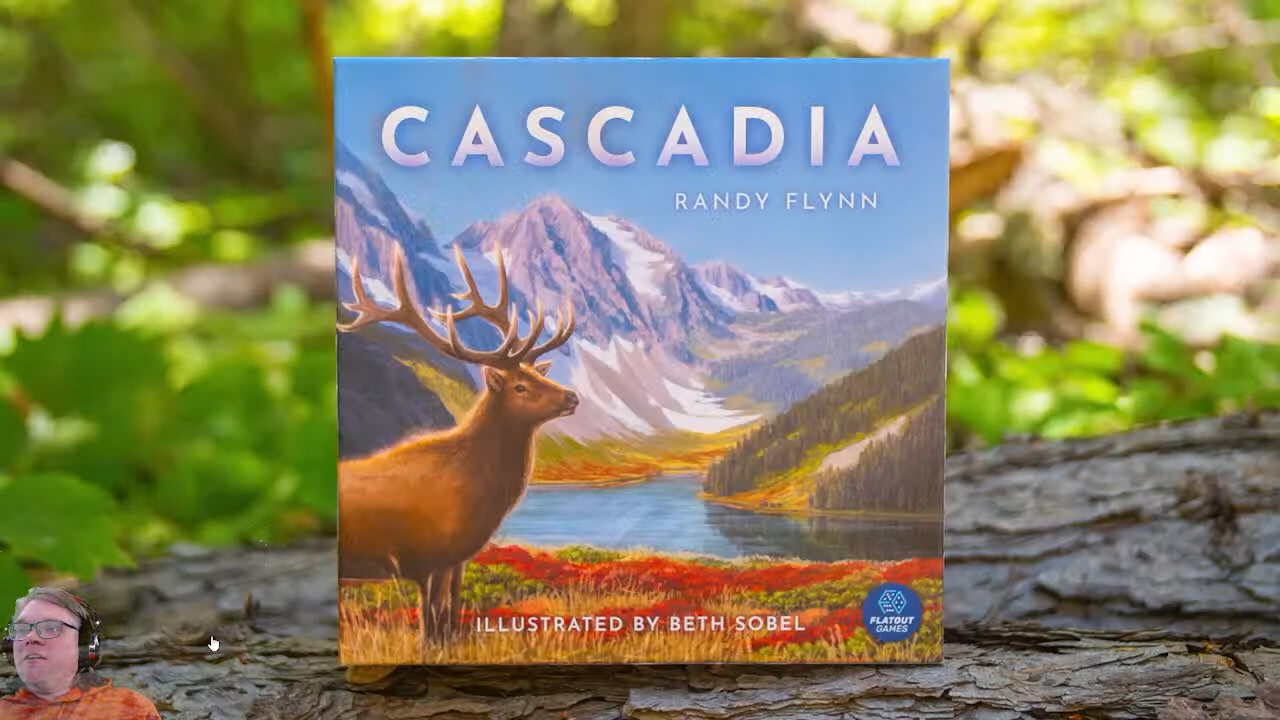 CASCADIA
RANDY FLYNN
ILLUSTRATED BY BETH SOBEL
FLATOUT
GAMES